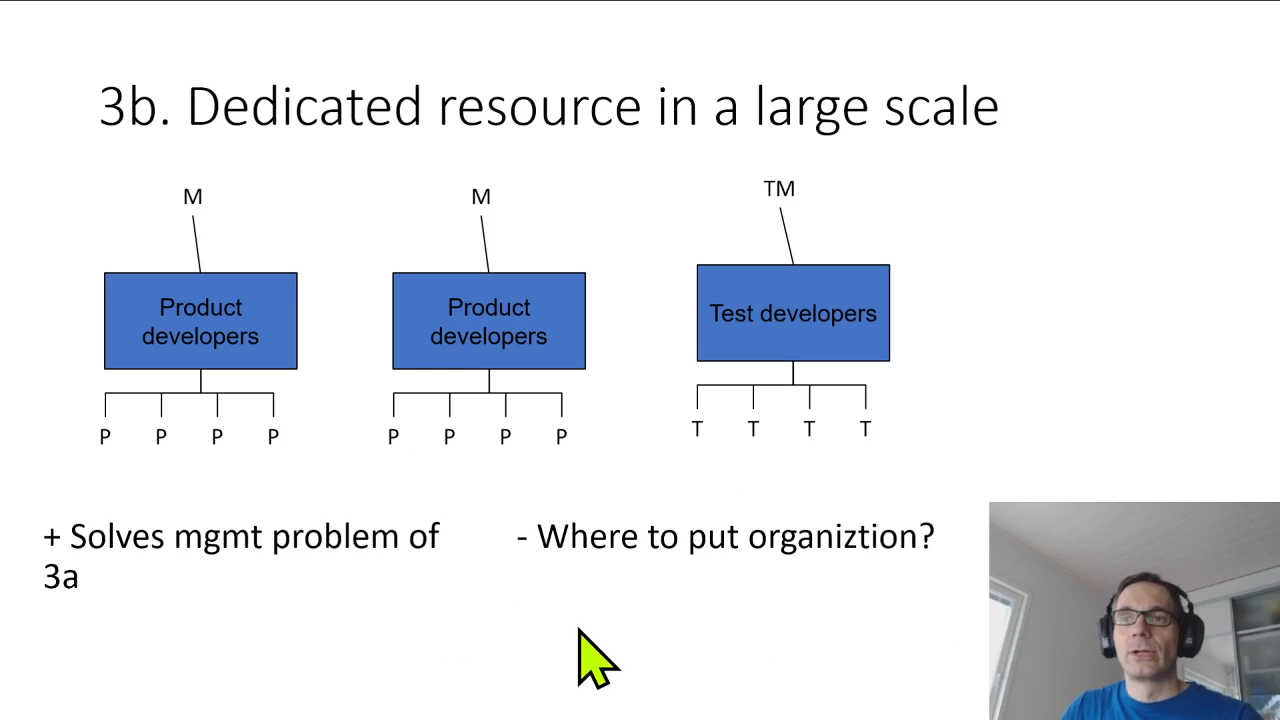 3b. Dedicated resource in a large scale
M
M
TM
Product
developers
Product
developers
Test developers
P P P P
P P P P
T T T T
+ Solves mgmt problem of
3a
- Where to put organiztion?